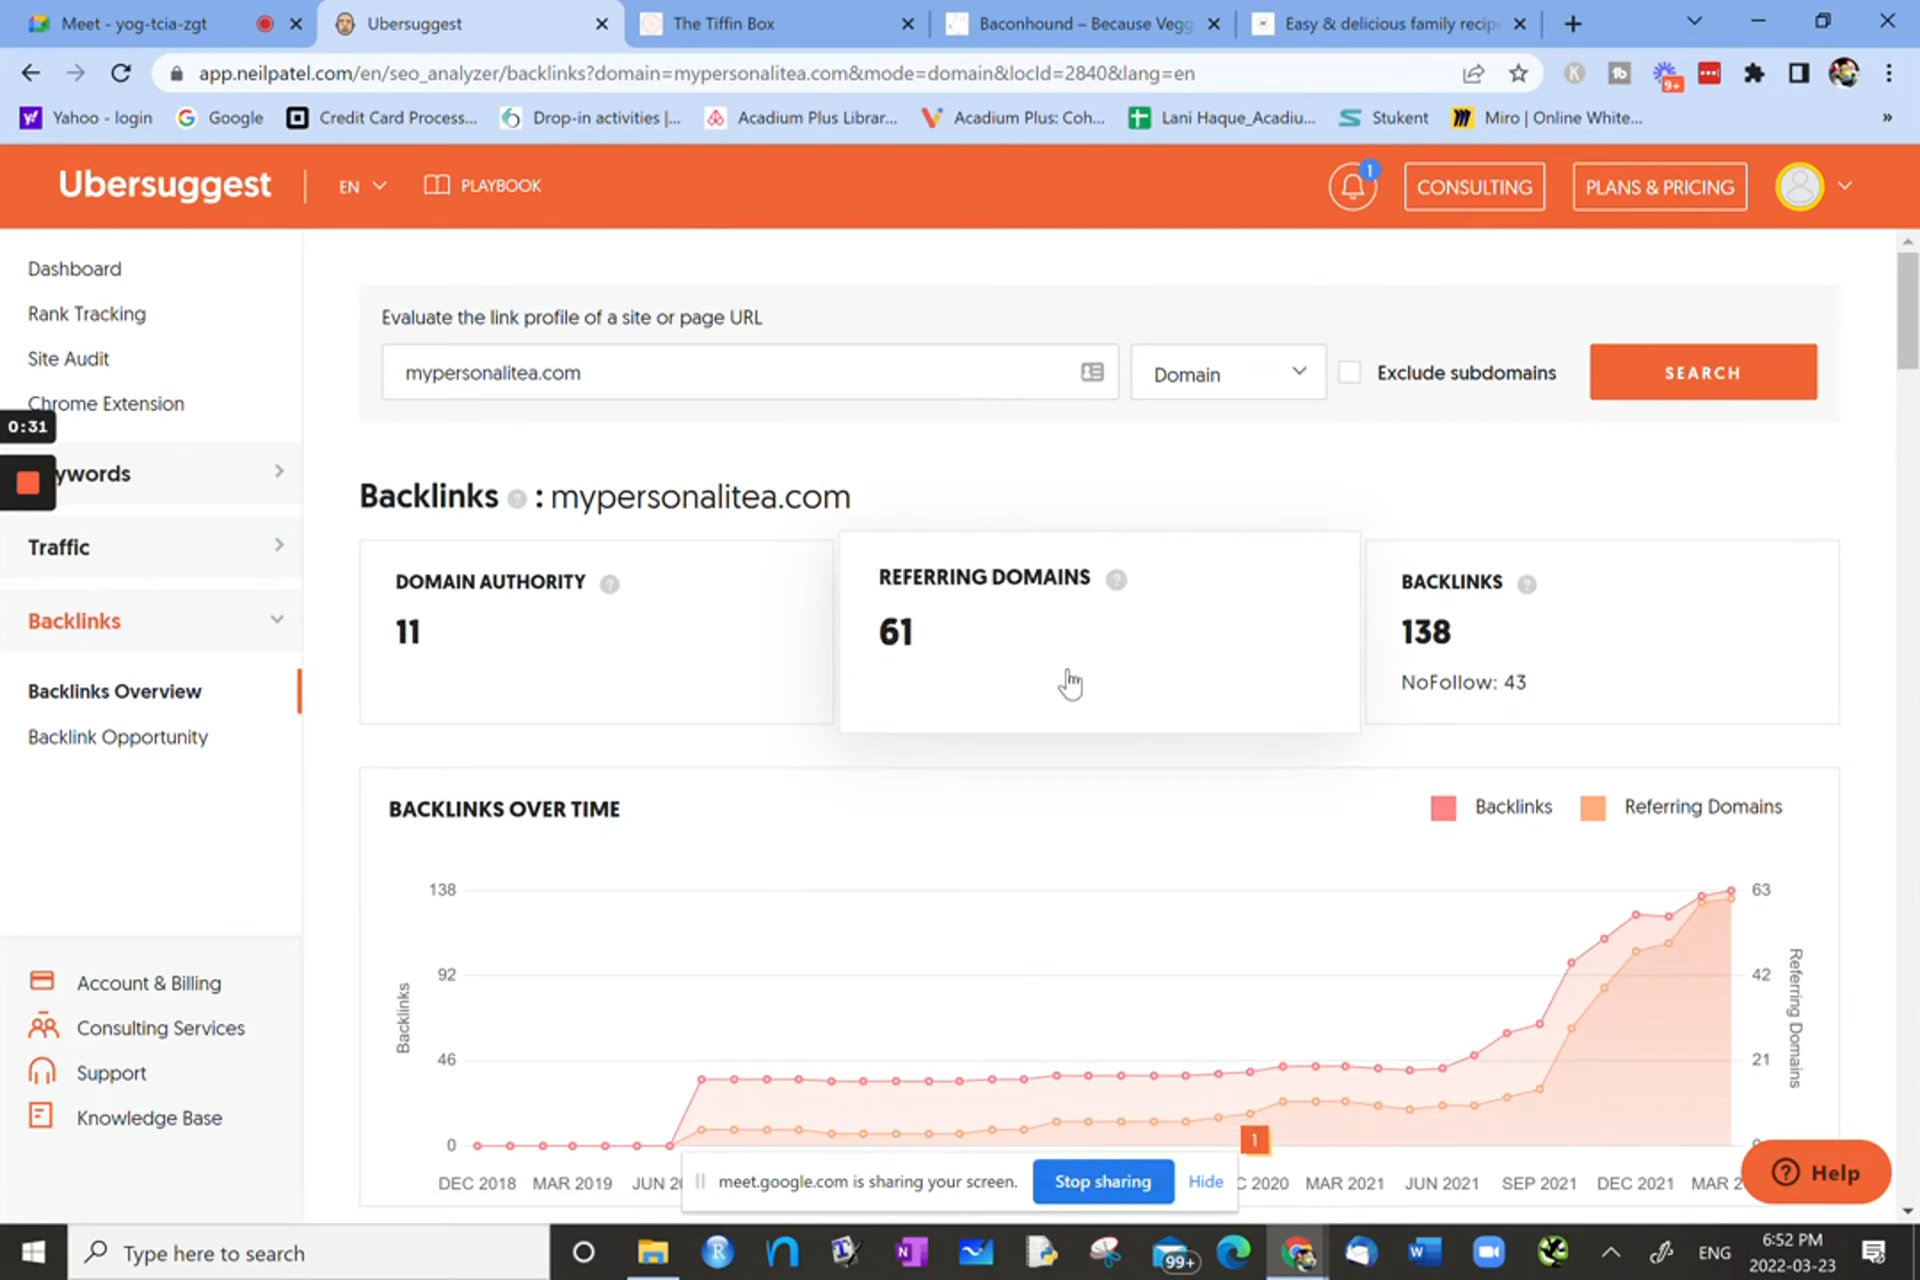 Meet - yog-tcia-zgt
Ubersuggest
The Tiffin Box
Baconhound – Because Vegg
Easy & delicious family recip
app.neilpatel.com/en/seo_analyzer/backlinks?domain=mypersonalitea.com&mode=domain&locId=2840&lang=en
9+
Yahoo - login
Google
Credit Card Process...
Drop-in activities |...
Acadium Plus Librar...
Acadium Plus: Coh...
Lani Haque_Acadiu...
Stukent
Miro | Online White...
»
Ubersuggest
EN
PLAYBOOK
1
CONSULTING
PLANS & PRICING
Dashboard
Rank Tracking
Site Audit
Chrome Extension
0:31
ywords
Traffic
Backlinks
Backlinks Overview
Backlink Opportunity
Account & Billing
Consulting Services
Support
Knowledge Base
Evaluate the link profile of a site or page URL
mypersonalitea.com
Domain
Exclude subdomains
SEARCH
Backlinks ? : mypersonalitea.com
DOMAIN AUTHORITY ?
11
REFERRING DOMAINS ?
61
BACKLINKS ?
138
NoFollow: 43
BACKLINKS OVER TIME
Backlinks
Referring Domains
138
92
46
0
Backlinks
63
42
21
Referring Domains
1
DEC 2018
MAR 2019
JUN 20
C 2020
MAR 2021
JUN 2021
SEP 2021
DEC 2021
MAR 2
meet.google.com is sharing your screen.
Stop sharing
Hide
Help
Type here to search
99+
ENG
6:52 PM
2022-03-23